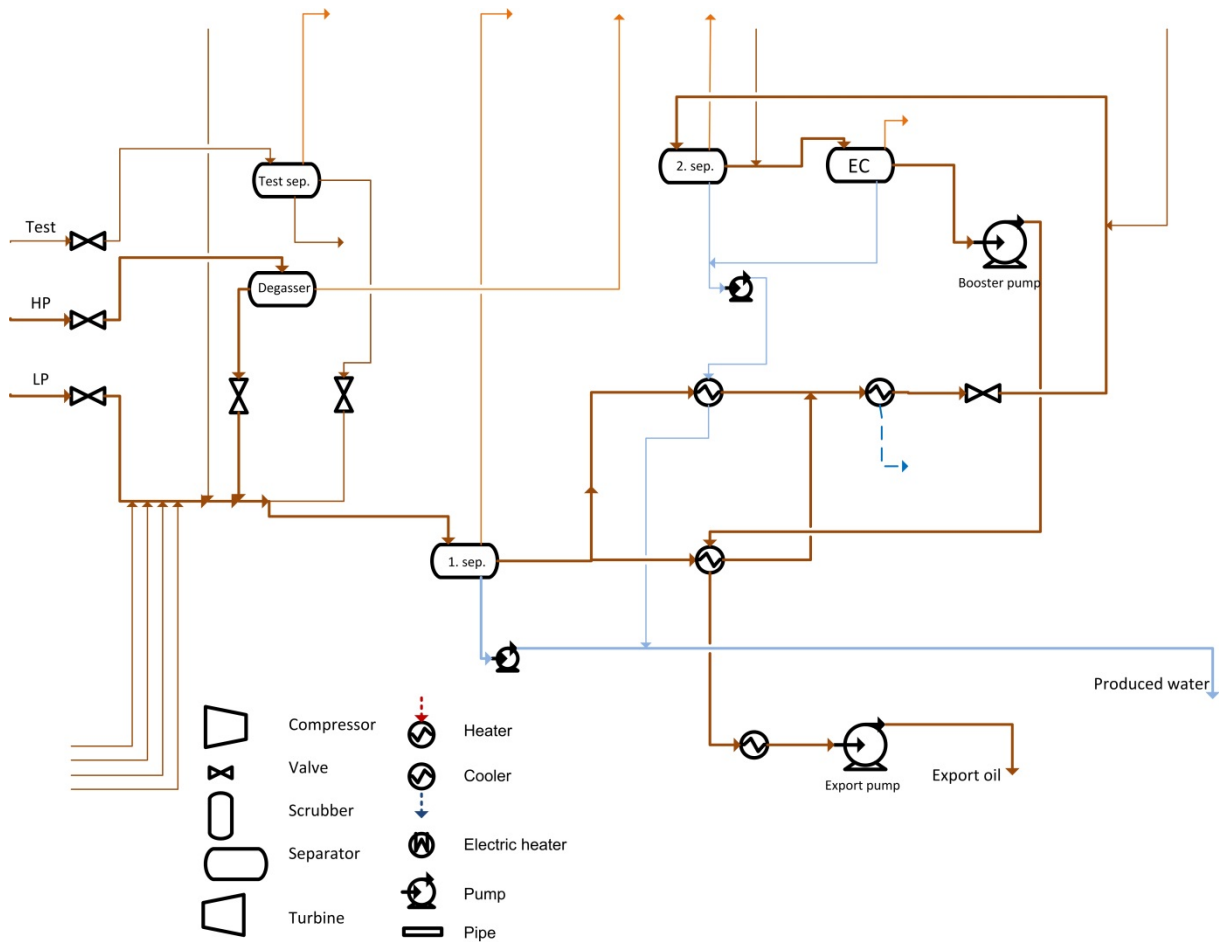 Test sep.
2. sep.
EC
Test
Booster pump
Degasser
HP
LP
1. sep.
Produced water
Export oil
Export pump
Compressor
Heater
Valve
Cooler
Scrubber
Separator
Electric heater
Pump
Turbine
Pipe